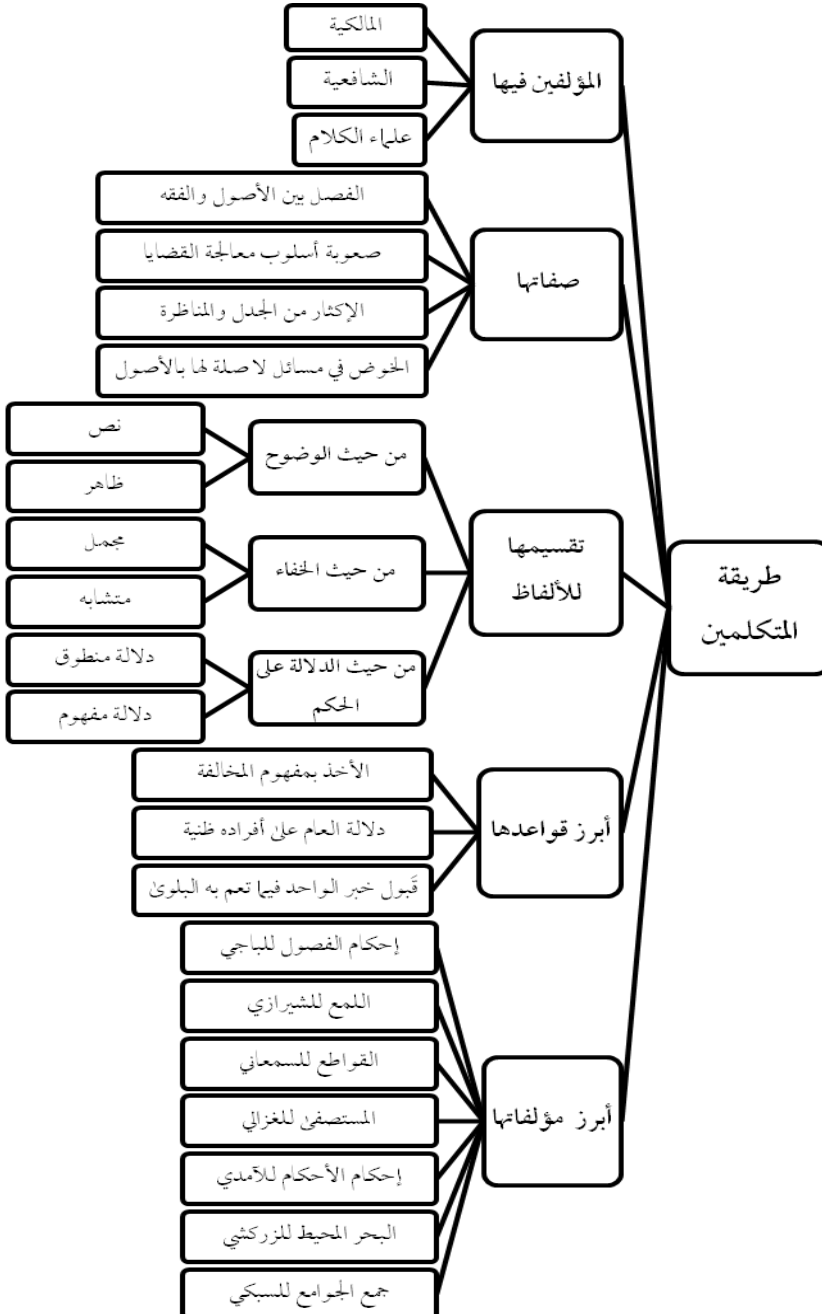 طريقة
المتكلمين
المؤلفين فيها
المالكية
الشافعية
علماء الكلام
صفاتها
الفصل بين الأصول والفقه
صعوبة أسلوب معالجة القضايا
الإكثار من الجدل والمناظرة
الخوض في مسائل لا صلة لها بالأصول
تقسيمها
للألفاظ
من حيث الوضوح
نص
ظاهر
من حيث الخفاء
مجمل
متشابه
من حيث الدلالة على
الحكم
دلالة منطوق
دلالة مفهوم
أبرز قواعدها
الأخذ بمفهوم المخالفة
دلالة العام علىٰ أفراده ظنية
قَبول خبر الواحد فيما تعم به البلوىٰ
أبرز مؤلفاتها
إحكام الفصول للباجي
اللمع للشيرازي
القواطع للسمعاني
المستصفىٰ للغزالي
إحكام الأحكام للآمدي
البحر المحيط للزركشي
جمع الجوامع للسبكي